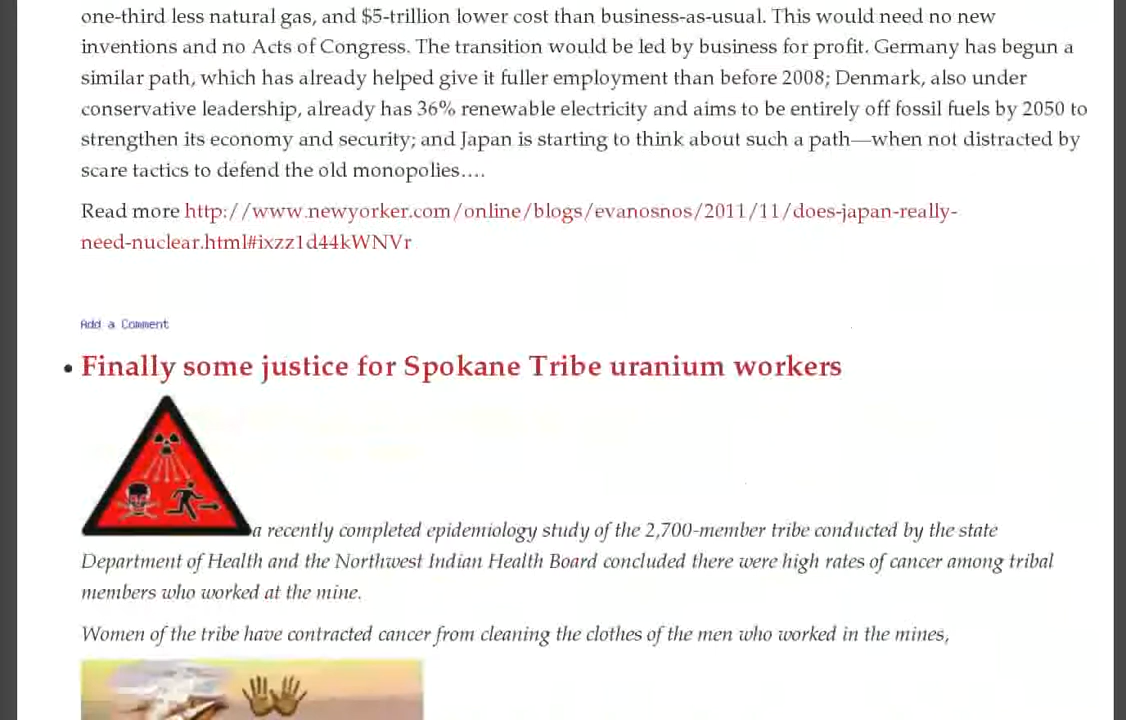 one-third less natural gas, and $5-trillion lower cost than business-as-usual. This would need no new
inventions and no Acts of Congress. The transition would be led by business for profit. Germany has begun a
similar path, which has already helped give it fuller employment than before 2008; Denmark, also under
conservative leadership, already has 36% renewable electricity and aims to be entirely off fossil fuels by 2050 to
strengthen its economy and security; and Japan is starting to think about such a path—when not distracted by
scare tactics to defend the old monopolies….
Read more http://www.newyorker.com/online/blogs/evanosnos/2011/11/does-japan-really-
need-nuclear.html#ixzz1d44kWNVr
Add a Comment
• Finally some justice for Spokane Tribe uranium workers
a recently completed epidemiology study of the 2,700-member tribe conducted by the state
Department of Health and the Northwest Indian Health Board concluded there were high rates of cancer among tribal
members who worked at the mine.
Women of the tribe have contracted cancer from cleaning the clothes of the men who worked in the mines,